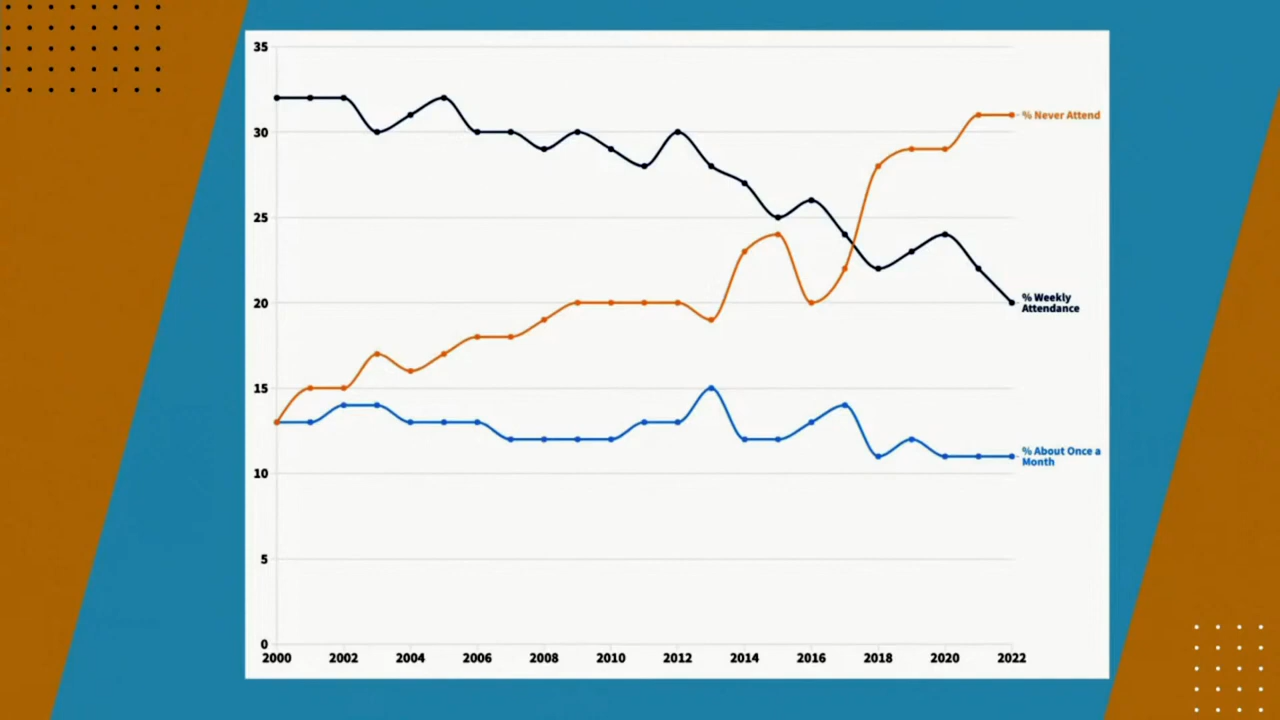 35
% Never Attend
30
25
20
% Weekly
Attendance
15
% About Once a
Month
10
5
0
2000 2002 2004 2006 2008 2010 2012 2014 2016 2018 2020 2022